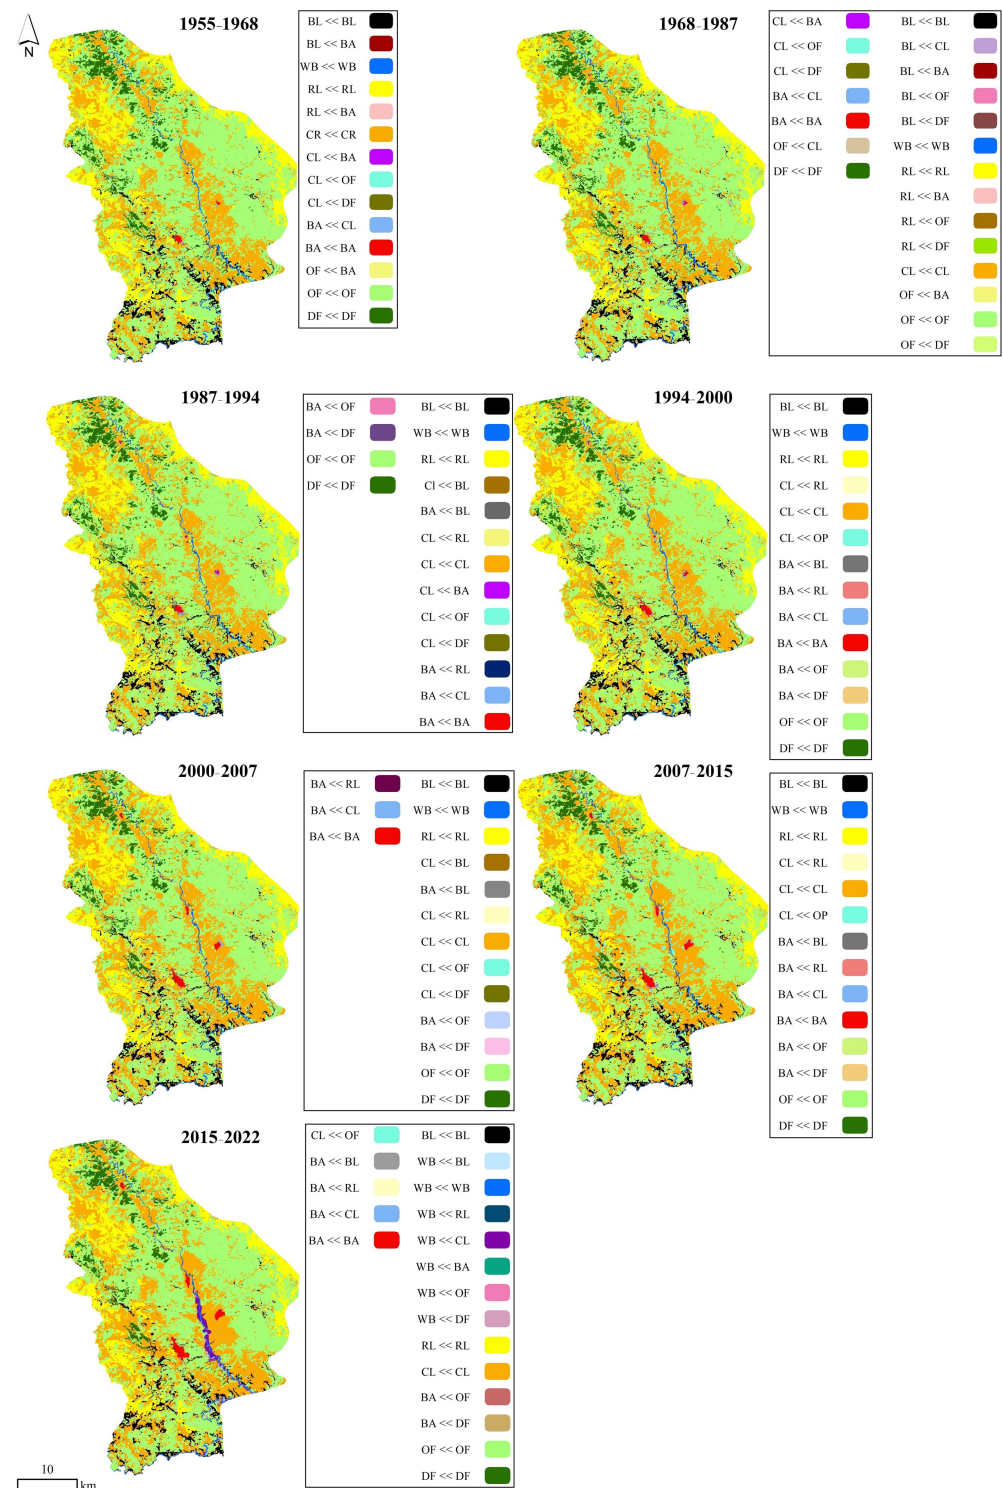 1955-1968
N
BL << BL
BL << BA
WB << WB
RL << RL
RL << BA
CR << CR
CL << BA
CL << OF
CL << DF
BA << CL
BA << BA
OF << BA
OF << OF
DF << DF
1968-1987
CL << BA
CL << OF
CL << DF
BA << CL
BA << BA
OF << CL
DF << DF
BL << BL
BL << CL
BL << BA
BL << OF
BL << DF
WB << WB
RL << RL
RL << BA
RL << OF
RL << DF
CL << CL
OF << BA
OF << OF
OF << DF
1987-1994
BA << OF
BA << DF
OF << OF
DF << DF
BL << BL
WB << WB
RL << RL
Cl << BL
BA << BL
CL << RL
CL << CL
CL << BA
CL << OF
CL << DF
BA << RL
BA << CL
BA << BA
1994-2000
BL << BL
WB << WB
RL << RL
CL << RL
CL << CL
CL << OP
BA << BL
BA << RL
BA << CL
BA << BA
BA << OF
BA << DF
OF << OF
DF << DF
2000-2007
BA << RL
BA << CL
BA << BA
BL << BL
WB << WB
RL << RL
CL << BL
BA << BL
CL << RL
CL << CL
CL << OF
CL << DF
BA << OF
BA << DF
OF << OF
DF << DF
2007-2015
BL << BL
WB << WB
RL << RL
CL << RL
CL << CL
CL << OP
BA << BL
BA << RL
BA << CL
BA << BA
BA << OF
BA << DF
OF << OF
DF << DF
2015-2022
CL << OF
BA << BL
BA << RL
BA << CL
BA << BA
BL << BL
WB << BL
WB << WB
WB << RL
WB << CL
WB << BA
WB << OF
WB << DF
RL << RL
CL << CL
BA << OF
BA << DF
OF << OF
DF << DF
10
km